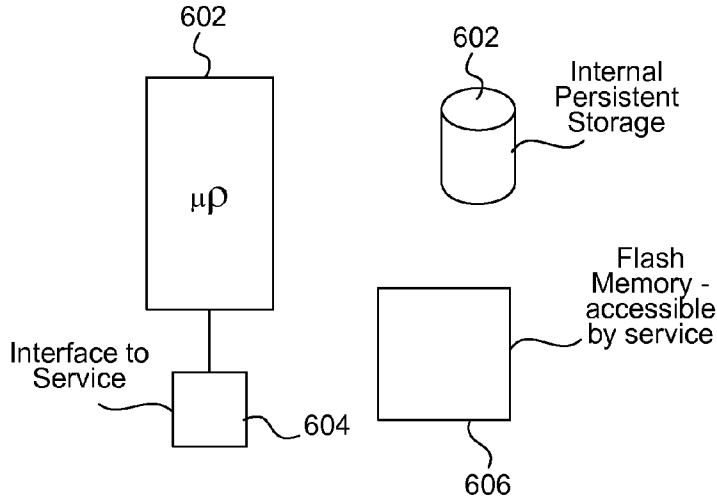 602
602
Internal
Persistent
Storage
μρ
Flash
Memory -
accessible
by service
Interface to
Service
604
606